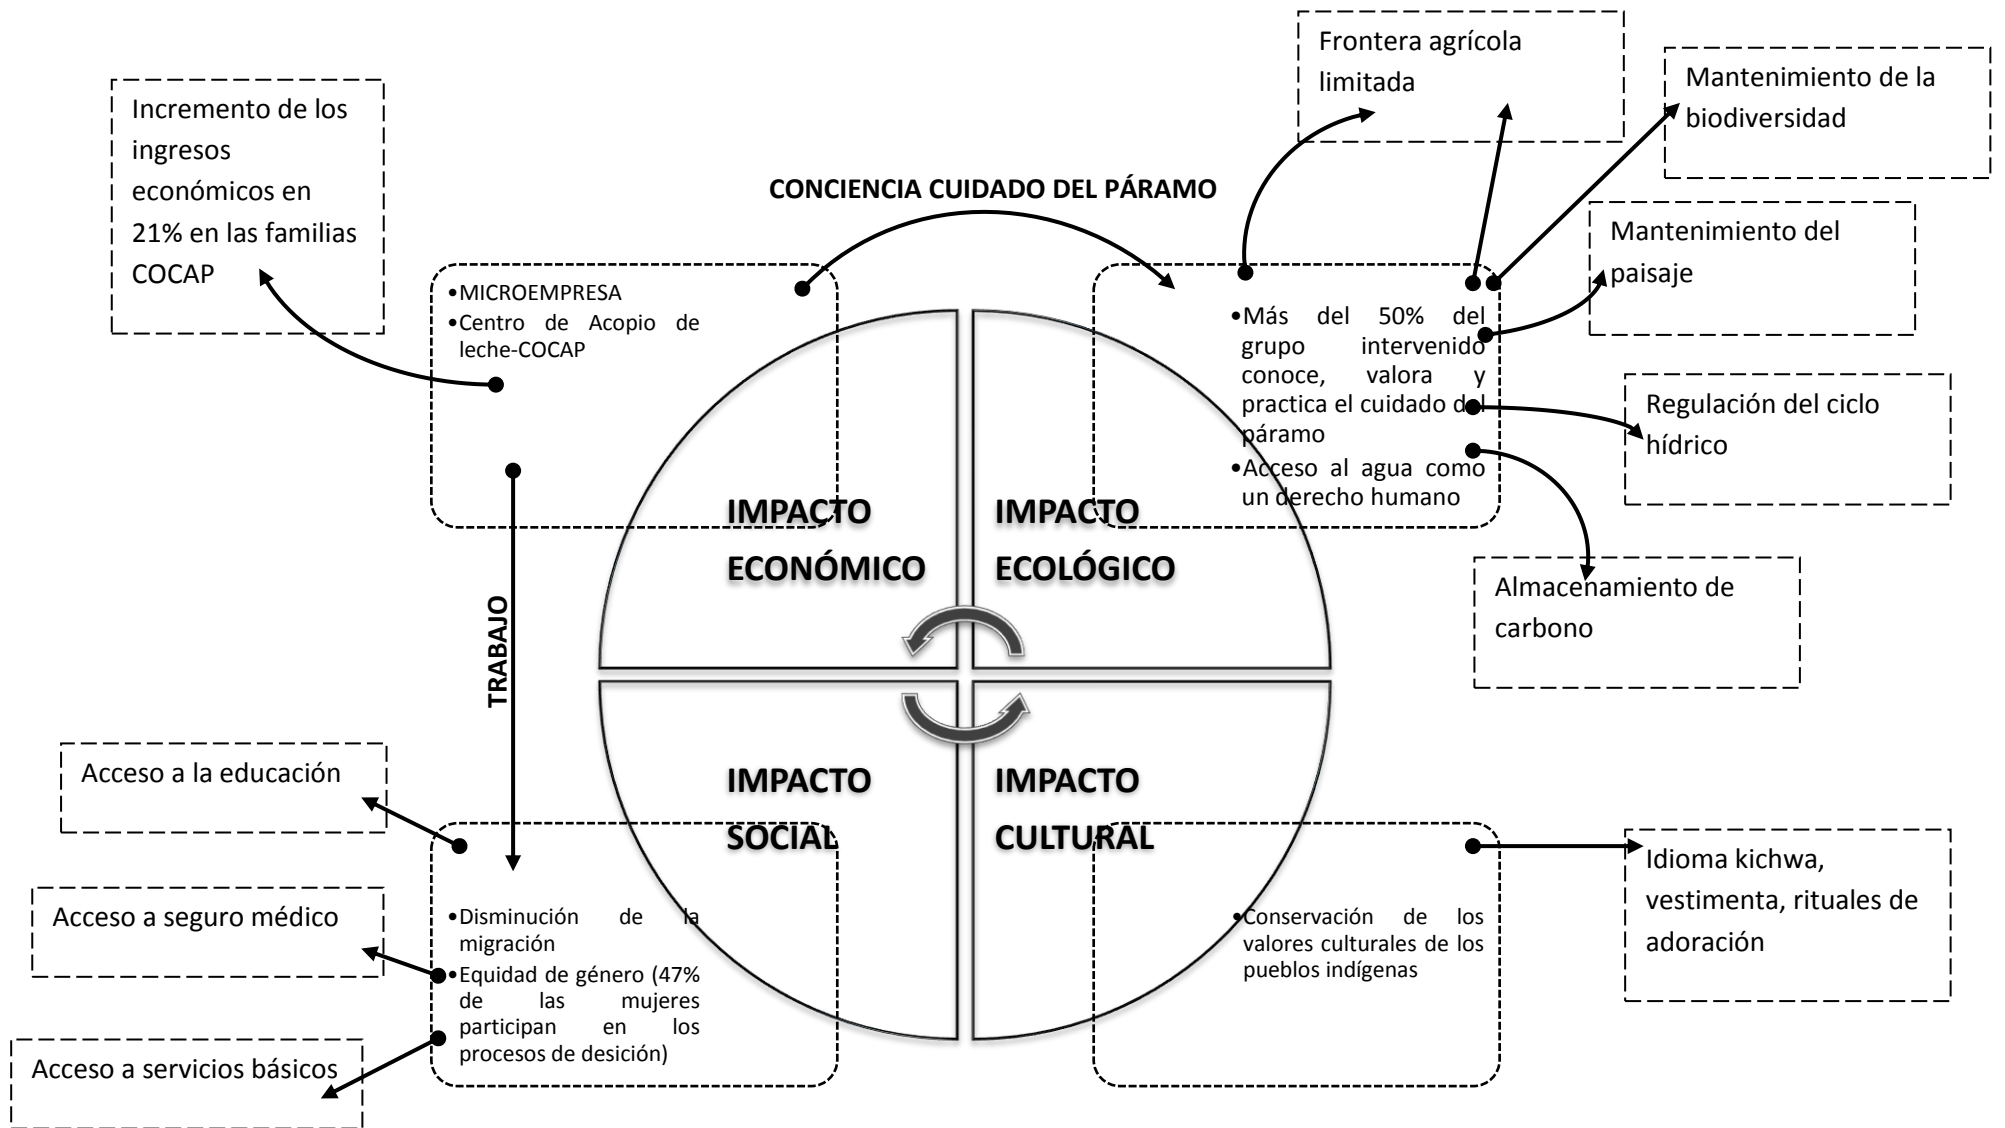 Frontera agrícola
limitada
Mantenimiento de la
biodiversidad
Incremento de los
ingresos
económicos en
21% en las familias
COCAP
CONCIENCIA CUIDADO DEL PÁRAMO
Mantenimiento del
paisaje
•MICROEMPRESA
•Centro de Acopio de
leche-COCAP
•Más del 50% del
grupo intervenido
conoce, valora y
practica el cuidado del
páramo
•Acceso al agua como
un derecho humano
Regulación del ciclo
hídrico
IMPACTO
ECONÓMICO
IMPACTO
ECOLÓGICO
Almacenamiento de
carbono
TRABAJO
Acceso a la educación
IMPACTO
SOCIAL
IMPACTO
CULTURAL
Acceso a seguro médico
•Disminución de la
migración
•Equidad de género (47%
de las mujeres
participan en los
procesos de desición)
•Conservación de los
valores culturales de los
pueblos indígenas
Idioma kichwa,
vestimenta, rituales de
adoración
Acceso a servicios básicos